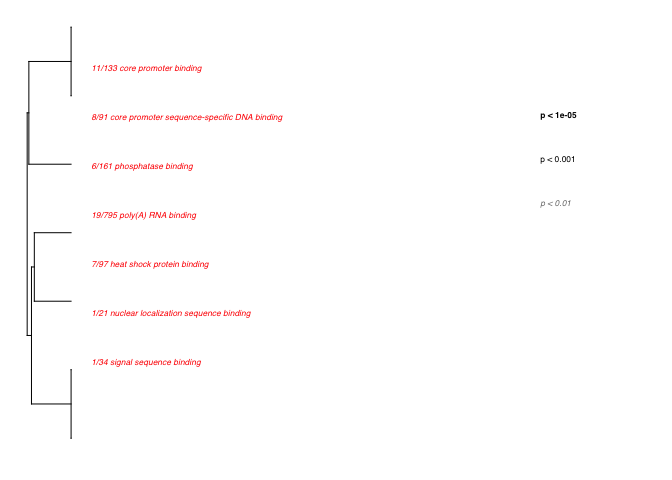 11/133 core promoter binding
8/91 core promoter sequence-specific DNA binding
6/161 phosphatase binding
19/795 poly(A) RNA binding
7/97 heat shock protein binding
1/21 nuclear localization sequence binding
1/34 signal sequence binding
p < 1e-05
p < 0.001
p < 0.01